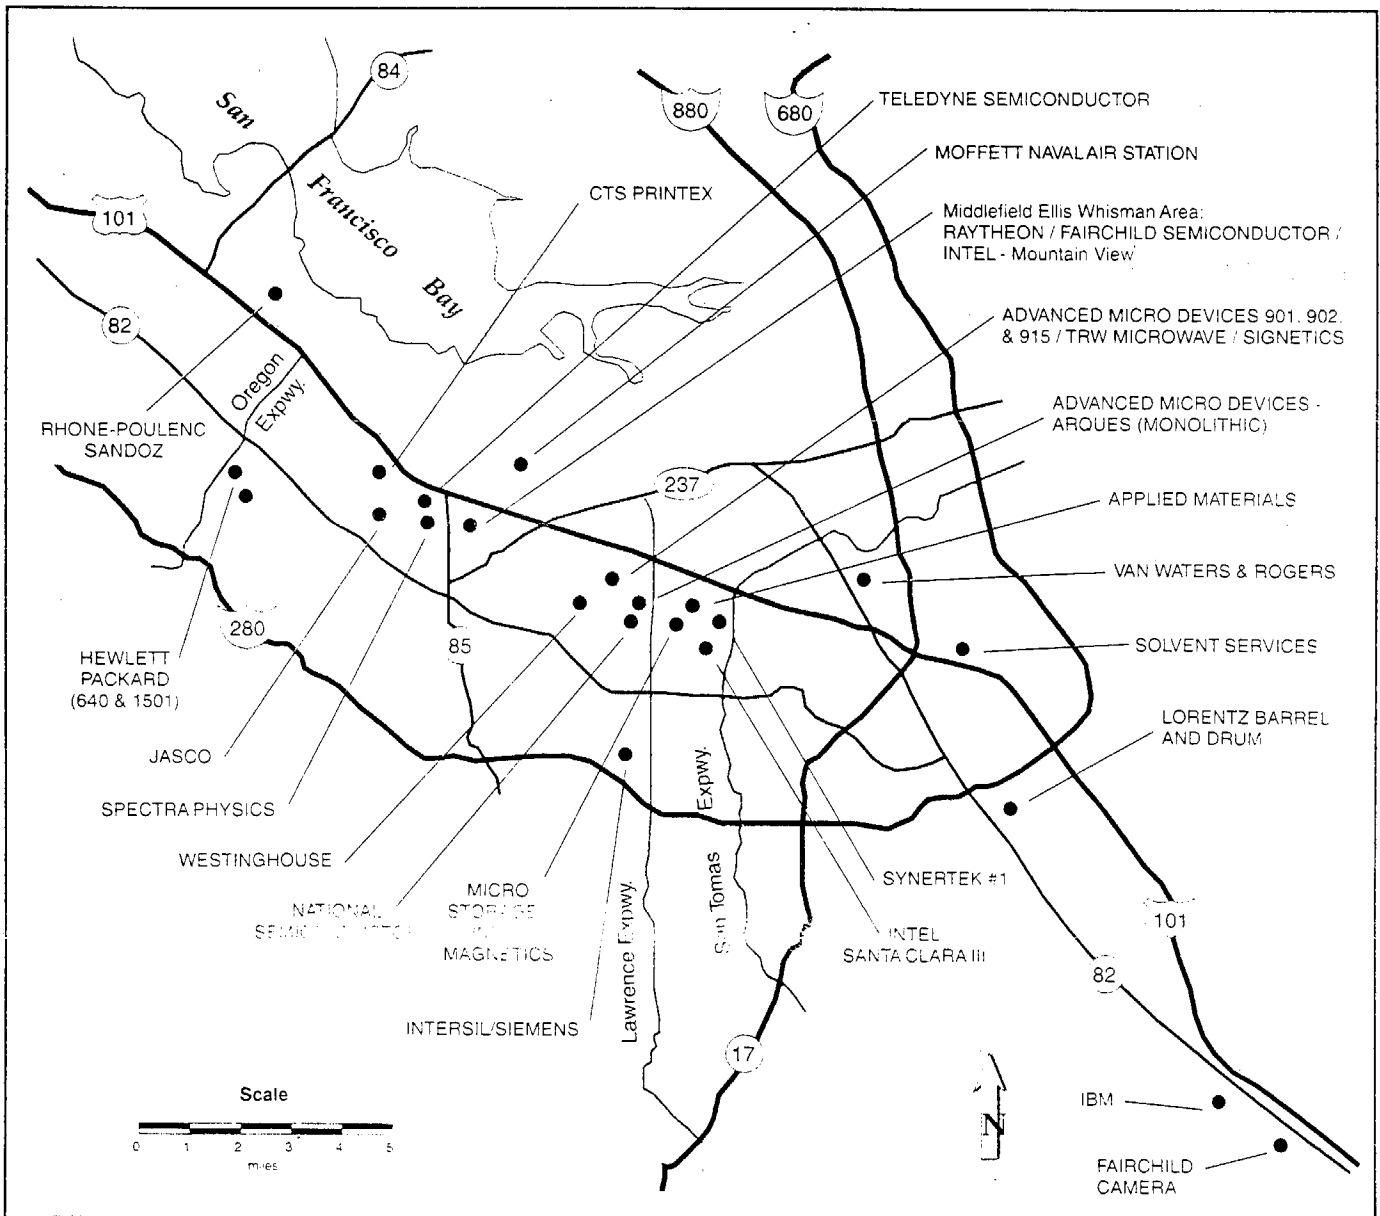 84
San
Francisco
Bay
880
680
TELEDYNE SEMICONDUCTOR
MOFFETT NAVAL AIR STATION
CTS PRINTEX
101
Middlefield Ellis Whisman Area:
RAYTHEON / FAIRCHILD SEMICONDUCTOR /
INTEL - Mountain View
82
ADVANCED MICRO DEVICES 901. 902.
& 915 / TRW MICROWAVE / SIGNETICS
Oregon
Expwy.
RHONE-POULENC
SANDOZ
ADVANCED MICRO DEVICES -
ARQUES (MONOLITHIC)
237
APPLIED MATERIALS
VAN WATERS & ROGERS
280
85
SOLVENT SERVICES
HEWLETT
PACKARD
(640 & 1501)
LORENTZ BARREL
AND DRUM
JASCO
SPECTRA PHYSICS
WESTINGHOUSE
NATIONAL
MICRO
STORAGE
MAGNETICS
INTERSIL/SIEMENS
Lawrence Expwy.
San Tomas
Expwy.
SYNERTEK #1
INTEL
SANTA CLARA III
101
82
17
Scale
0 1 2 3 4 5
miles
N
IBM
FAIRCHILD
CAMERA